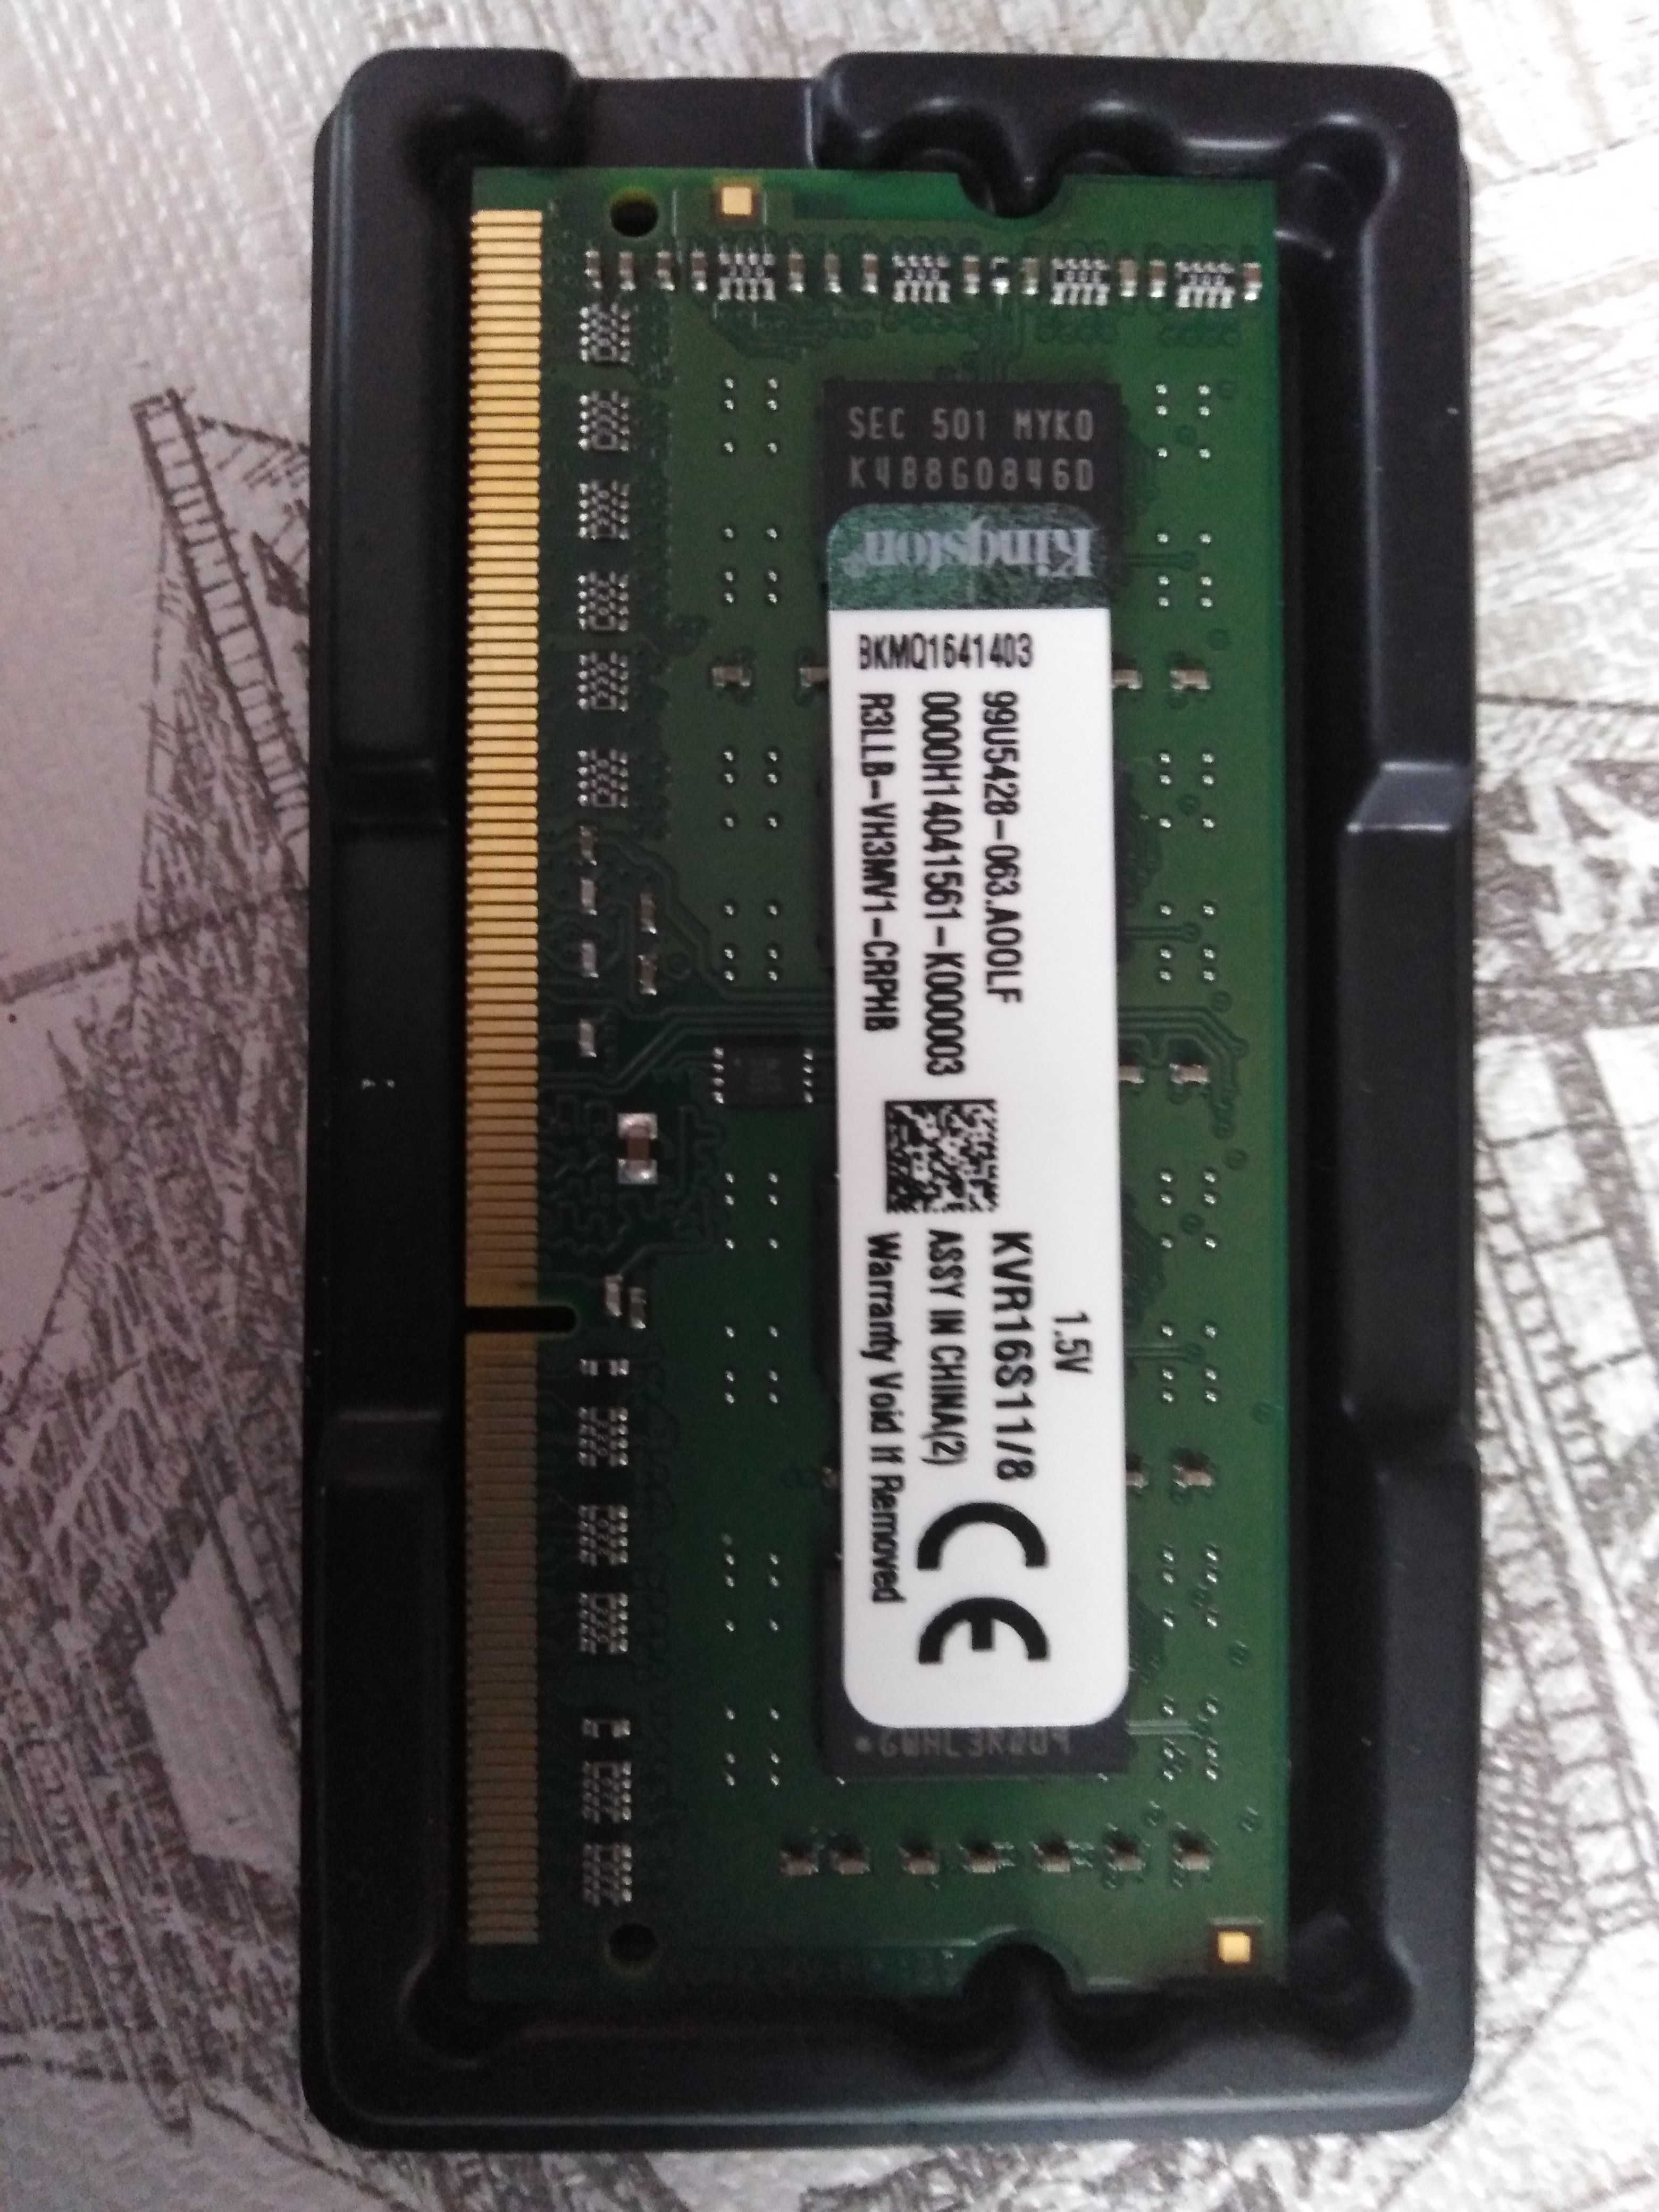 SEC 501 MYK0
K4B8G0846D
Kingston
BKMQ1641403
99U5428-063.A00LF
0000H14041561-K000003
R3LLB-VH3MV1-CRPHB
1.5V
KVR16S11/8
ASSY IN CHINA(2)
Warranty Void If Removed
CE